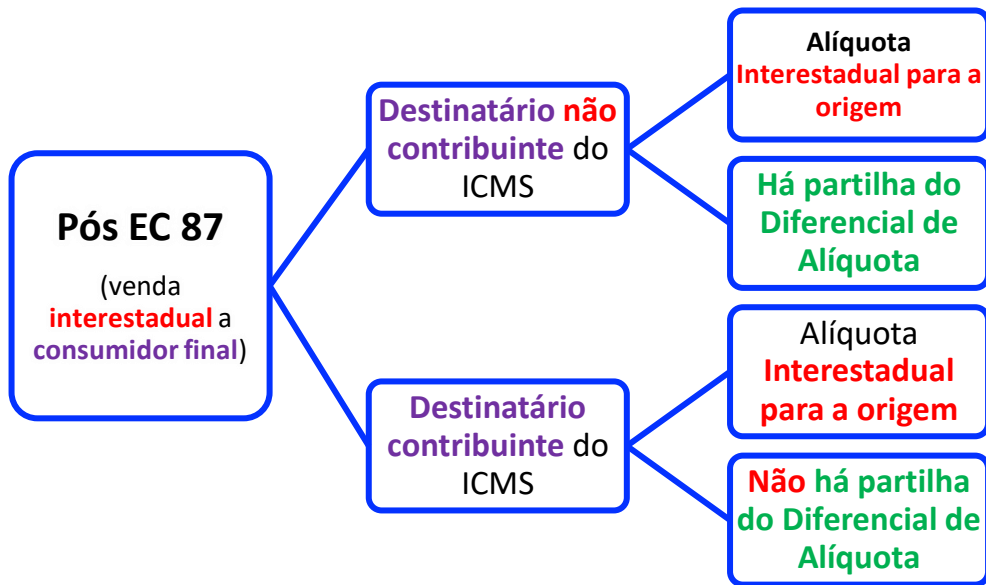 Pós EC 87
(venda
interestadual a
consumidor final)
Destinatário não
contribuinte do
ICMS
Alíquota
Interestadual para a
origem
Há partilha do
Diferencial de
Alíquota
Destinatário
contribuinte do
ICMS
Alíquota
Interestadual
para a origem
Não há partilha
do Diferencial de
Alíquota